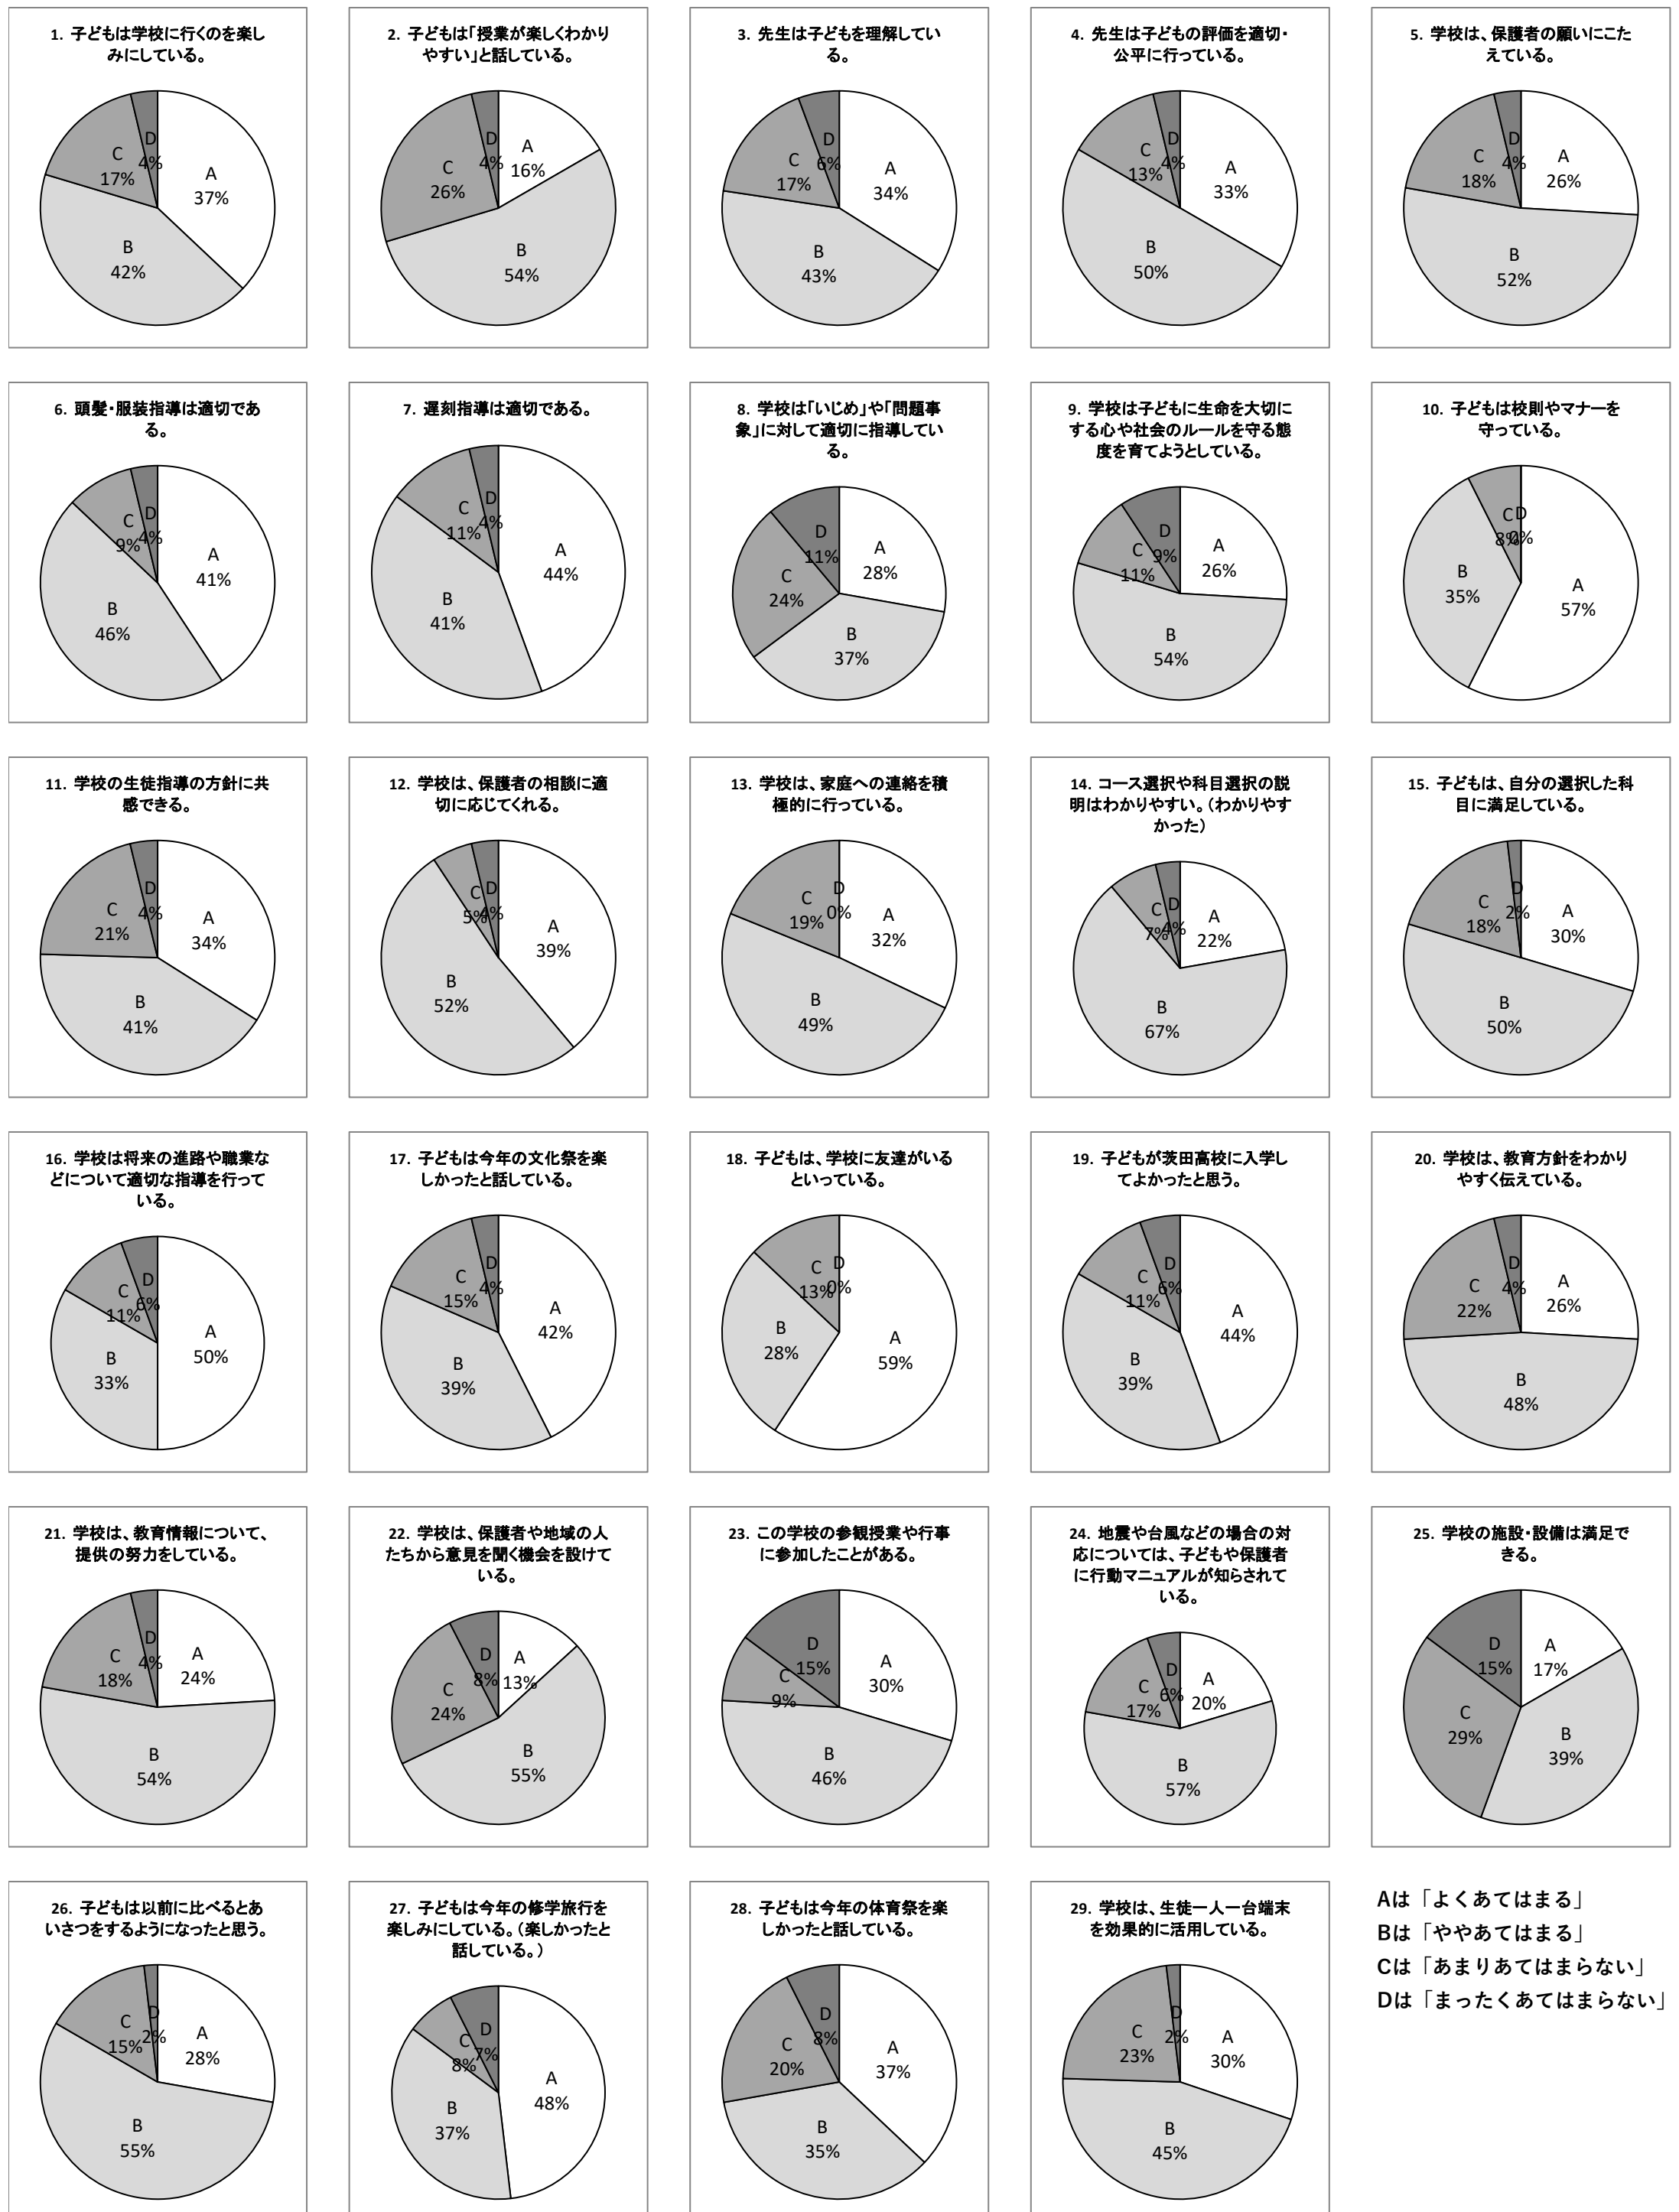 1. 子どもは学校に行くのを楽し
みにしている。
A
37%
B
42%
C
17%
D
4%
2. 子どもは「授業が楽しくわかり
やすい」と話している。
A
16%
B
54%
C
26%
D
4%
3. 先生は子どもを理解してい
る。
A
34%
B
43%
C
17%
D
6%
4. 先生は子どもの評価を適切・
公平に行っている。
A
33%
B
50%
C
13%
D
4%
5. 学校は、保護者の願いにこた
えている。
A
26%
B
52%
C
18%
D
4%
6. 頭髪・服装指導は適切であ
る。
A
41%
B
46%
C
9%
D
4%
7. 遅刻指導は適切である。
A
44%
B
41%
C
11%
D
4%
8. 学校は「いじめ」や「問題事
象」に対して適切に指導してい
る。
A
28%
B
37%
C
24%
D
11%
9. 学校は子どもに生命を大切に
する心や社会のルールを守る態
度を育てようとしている。
A
26%
B
54%
C
11%
D
9%
10. 子どもは校則やマナーを
守っている。
A
57%
B
35%
C
8%
D
0%
11. 学校の生徒指導の方針に共
感できる。
A
34%
B
41%
C
21%
D
4%
12. 学校は、保護者の相談に適
切に応じてくれる。
A
39%
B
52%
C
5%
D
4%
13. 学校は、家庭への連絡を積
極的に行っている。
A
32%
B
49%
C
19%
D
0%
14. コース選択や科目選択の説
明はわかりやすい。（わかりやす
かった）
A
22%
B
67%
C
7%
D
4%
15. 子どもは、自分の選択した科
目に満足している。
A
30%
B
50%
C
18%
D
2%
16. 学校は将来の進路や職業な
どについて適切な指導を行って
いる。
A
50%
B
33%
C
11%
D
6%
17. 子どもは今年の文化祭を楽
しかったと話している。
A
42%
B
39%
C
15%
D
4%
18. 子どもは、学校に友達がいる
といっている。
A
59%
B
28%
C
13%
D
0%
19. 子どもが茨田高校に入学し
てよかったと思う。
A
44%
B
39%
C
11%
D
6%
20. 学校は、教育方針をわかり
やすく伝えている。
A
26%
B
48%
C
22%
D
4%
21. 学校は、教育情報について、
提供の努力をしている。
A
24%
B
54%
C
18%
D
4%
22. 学校は、保護者や地域の人
たちから意見を聞く機会を設けて
いる。
A
13%
B
55%
C
24%
D
8%
23. この学校の参観授業や行事
に参加したことがある。
A
30%
B
46%
C
9%
D
15%
24. 地震や台風などの場合の対
応については、子どもや保護者
に行動マニュアルが知らされて
いる。
A
20%
B
57%
C
17%
D
6%
25. 学校の施設・設備は満足で
きる。
A
17%
B
39%
C
29%
D
15%
26. 子どもは以前に比べるとあ
いさつをするようになったと思う。
A
28%
B
55%
C
15%
D
2%
27. 子どもは今年の修学旅行を
楽しみにしている。（楽しかったと
話している。）
A
48%
B
37%
C
8%
D
7%
28. 子どもは今年の体育祭を楽
しかったと話している。
A
37%
B
35%
C
20%
D
8%
29. 学校は、生徒一人一台端末
を効果的に活用している。
A
30%
B
45%
C
23%
D
2%
Aは「よくあてはまる」
Bは「ややあてはまる」
Cは「あまりあてはまらない」
Dは「まったくあてはまらない」